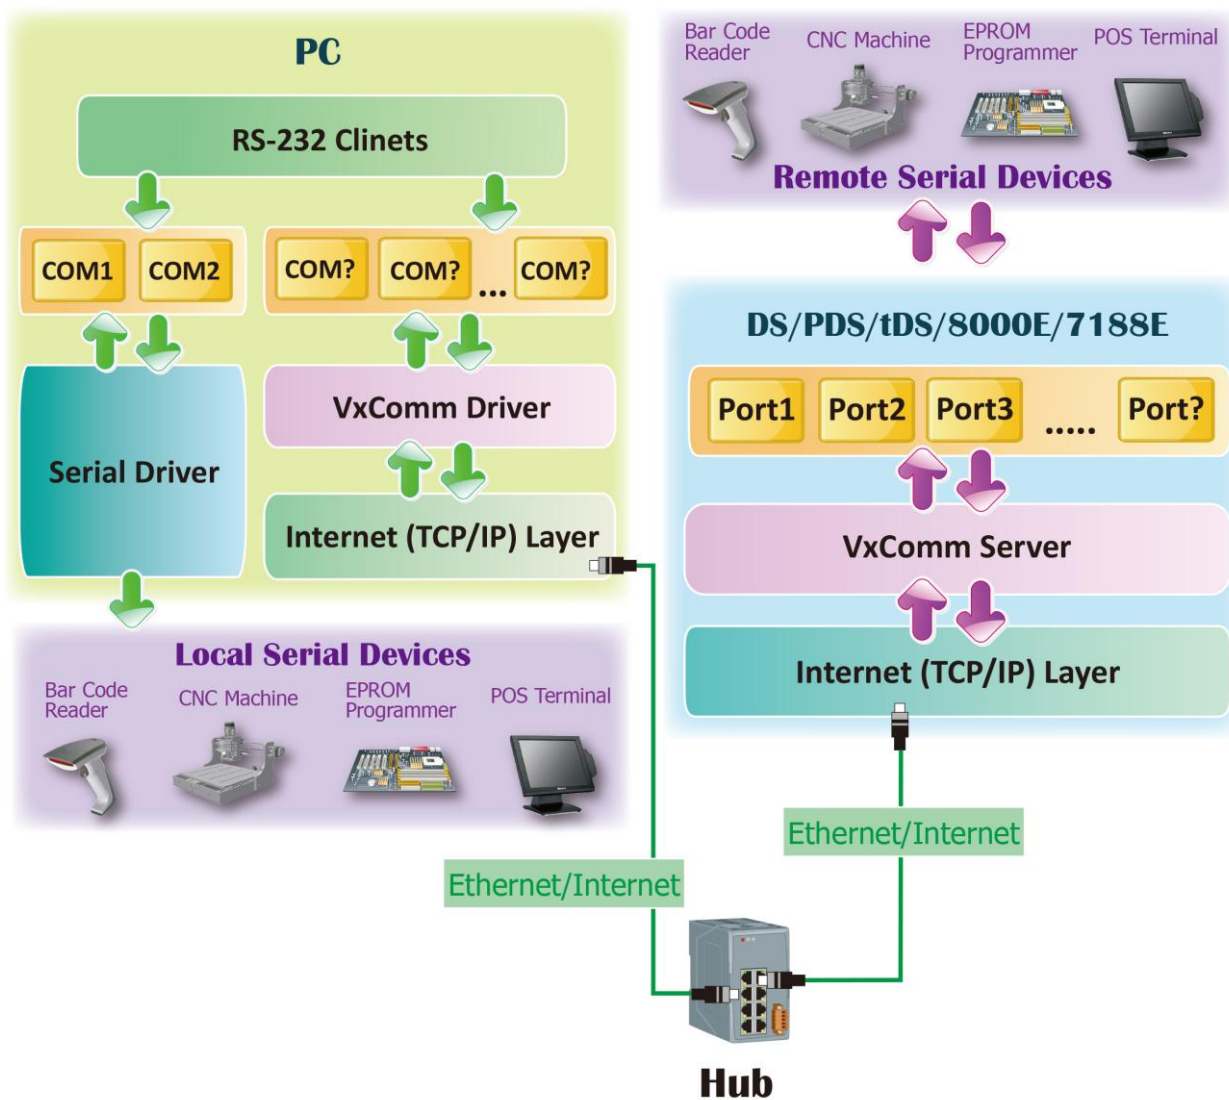 PC
RS-232 Clinets
COM1
COM2
COM?
COM?
...
COM?
Serial Driver
VxComm Driver
Internet (TCP/IP) Layer
Local Serial Devices
Bar Code
Reader
CNC Machine
EPROM
Programmer
POS Terminal
Bar Code
Reader
CNC Machine
EPROM
Programmer
POS Terminal
Remote Serial Devices
DS/PDS/tDS/8000E/7188E
Port1
Port2
Port3
.....
Port?
VxComm Server
Internet (TCP/IP) Layer
Ethernet/Internet
Ethernet/Internet
Hub